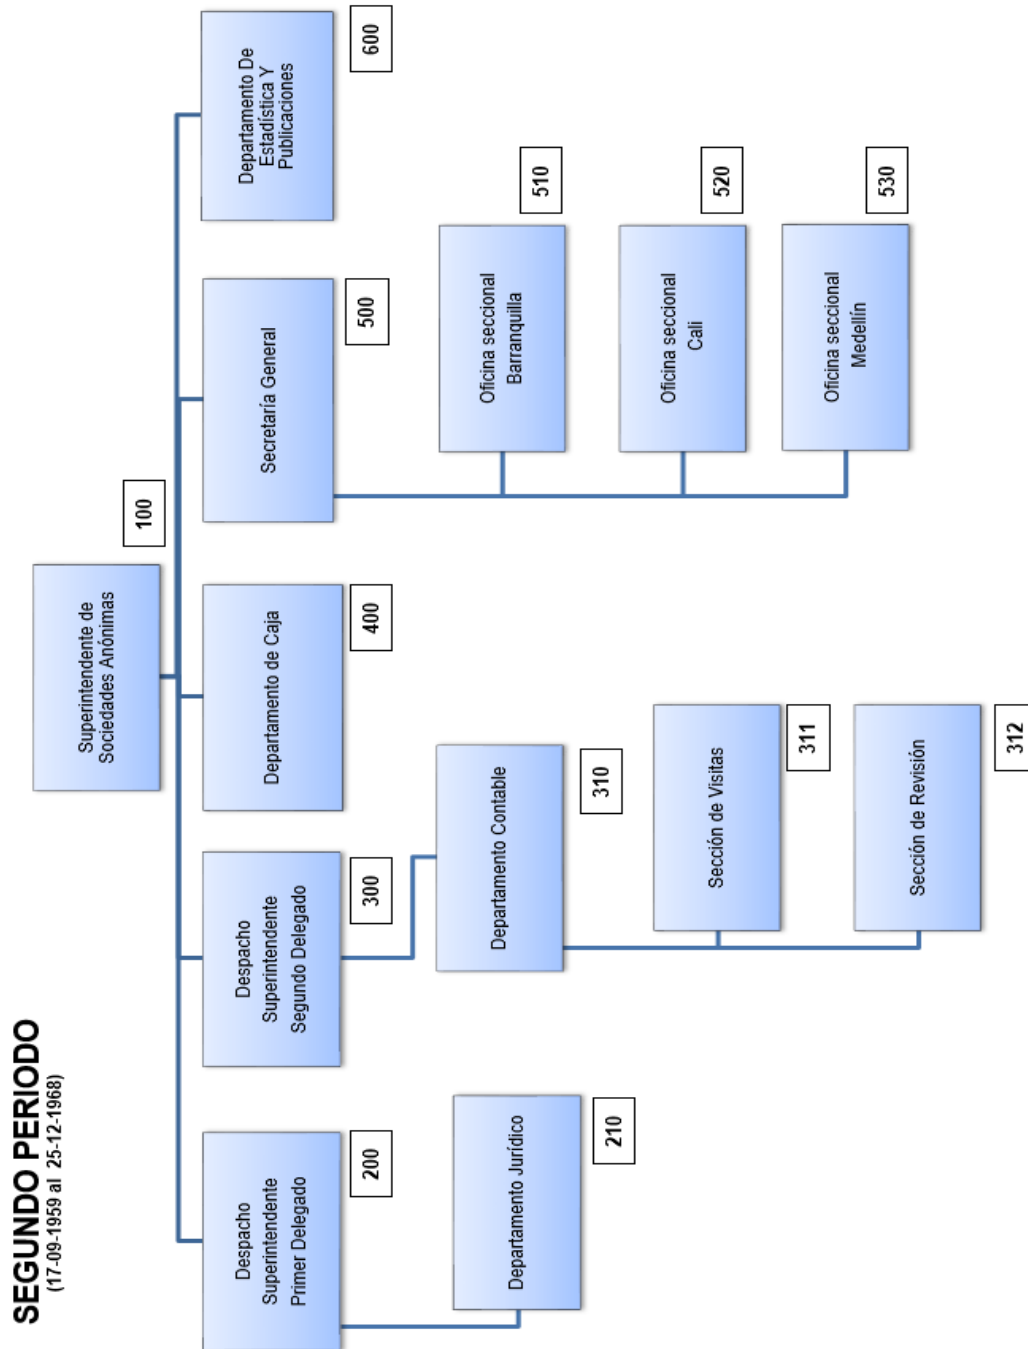 SEGUNDO PERIODO
(17-09-1959 al 25-12-1968)
Superintendente de
Sociedades Anónimas
100
Despacho
Superintendente
Primer Delegado
200
Despacho
Superintendente
Segundo Delegado
300
Departamento de Caja
400
Secretaría General
500
Departamento De
Estadística Y
Publicaciones
600
Departamento Jurídico
210
Departamento Contable
310
Sección de Visitas
311
Sección de Revisión
312
Oficina seccional
Barranquilla
510
Oficina seccional
Cali
520
Oficina seccional
Medellín
530